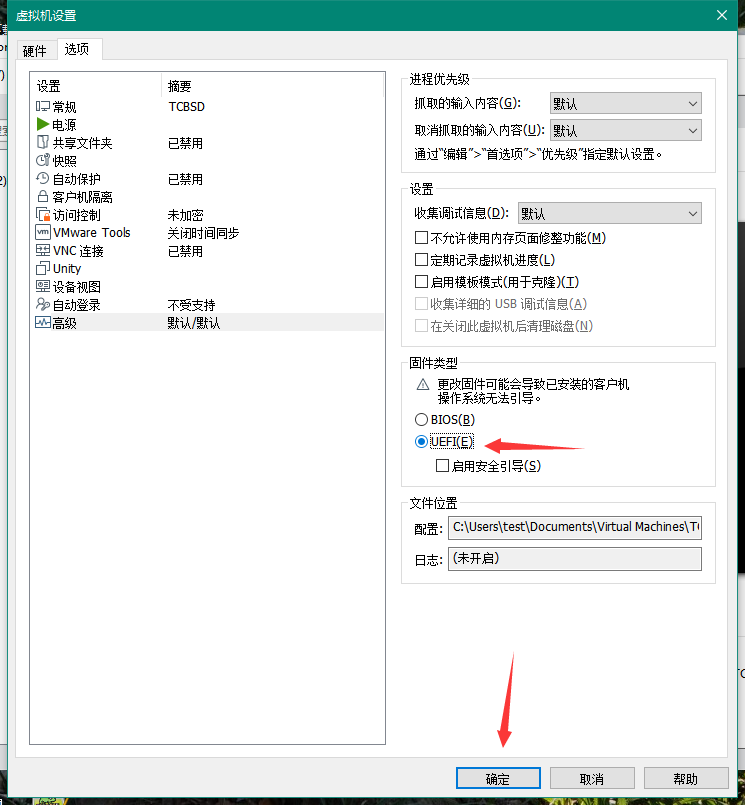 虚拟机设置
硬件 选项
设置 摘要
常规 TCBSD
电源
共享文件夹 已禁用
快照
自动保护 已禁用
客户机隔离
访问控制 未加密
VMware Tools 关闭时间同步
VNC 连接 已禁用
Unity
设备视图
自动登录 不受支持
高级 默认/默认
进程优先级
抓取的输入内容(G): 默认
取消抓取的输入内容(U): 默认
通过“编辑”>“首选项”>“优先级”指定默认设置。
设置
收集调试信息(D): 默认
不允许使用内存页面修整功能(M)
定期记录虚拟机进度(L)
启用模板模式(用于克隆)(T)
收集详细的 USB 调试信息(A)
在关闭此虚拟机后清理磁盘(N)
固件类型
更改固件可能会导致已安装的客户机
操作系统无法引导。
BIOS(B)
UEFI(E)
启用安全引导(S)
文件位置
配置: C:\Users\test\Documents\Virtual Machines\T
日志: (未开启)
确定 取消 帮助